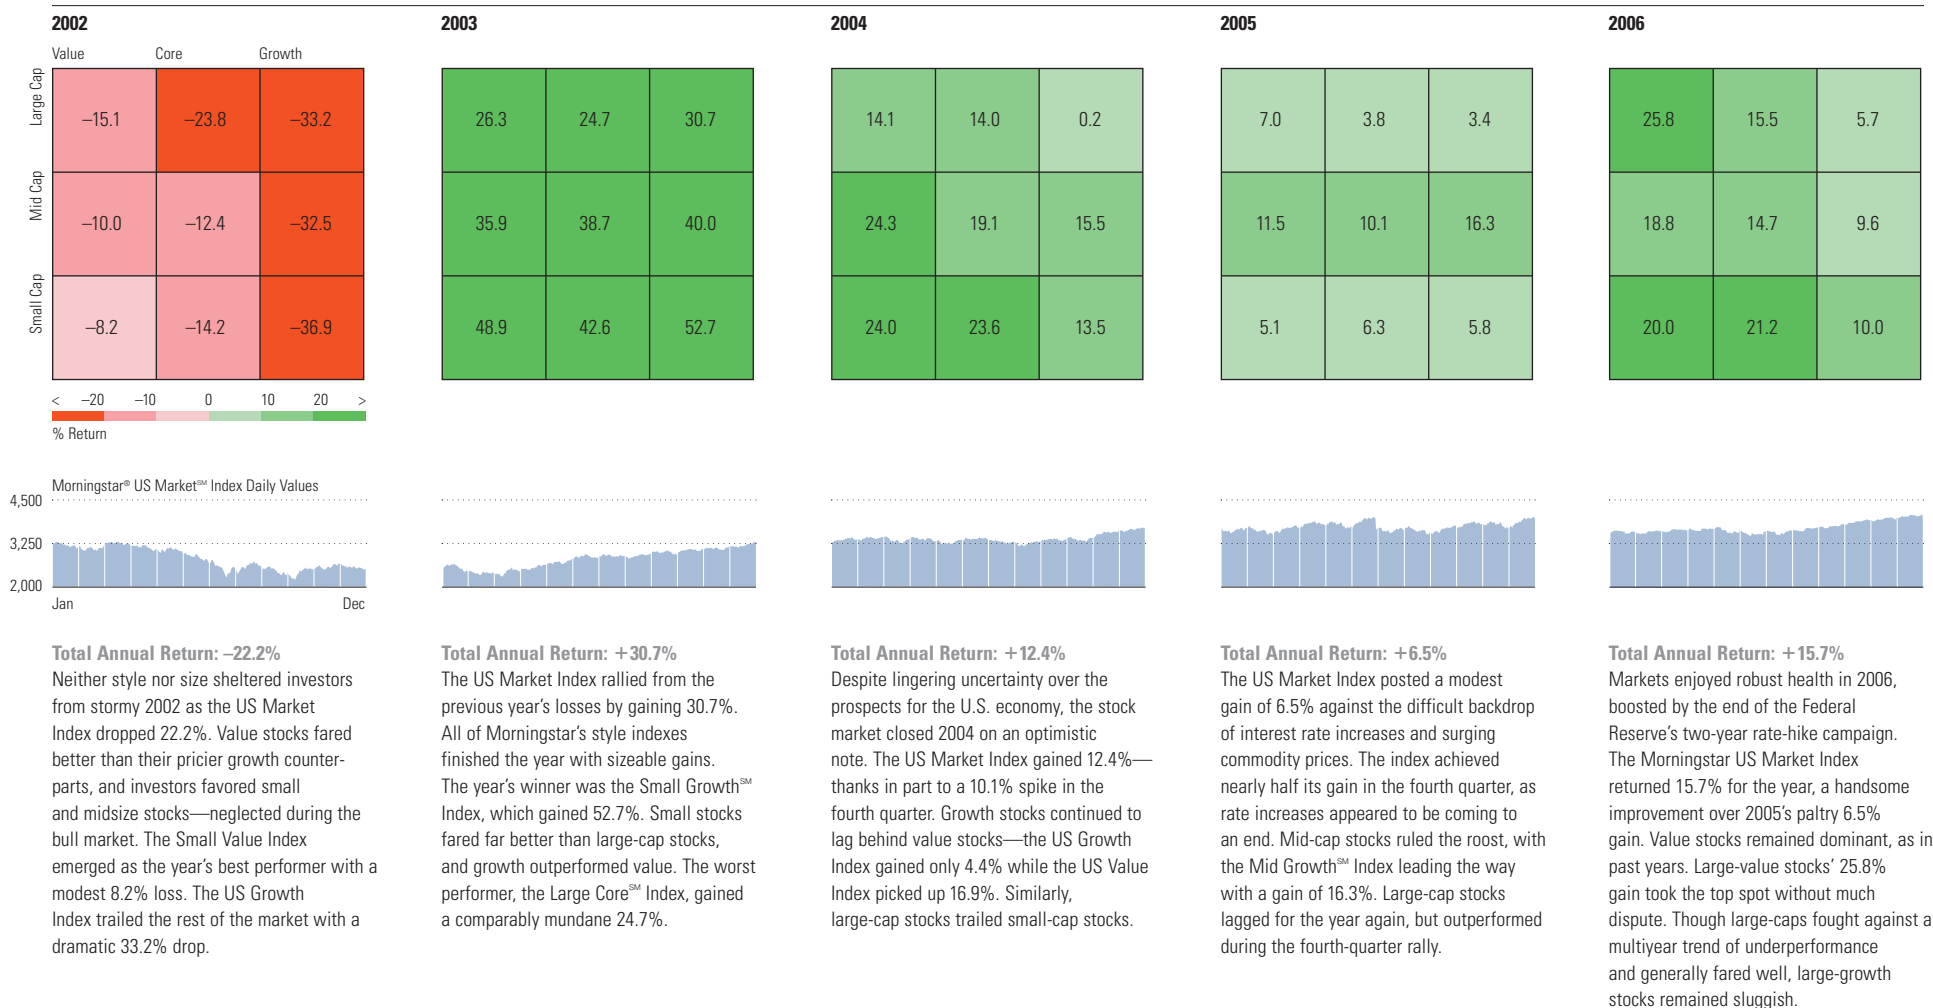 2002
Value Core Growth
Large Cap
Mid Cap
Small Cap
–15.1 –23.8 –33.2
–10.0 –12.4 –32.5
–8.2 –14.2 –36.9
< –20 –10 0 10 20 >
% Return
2003
26.3 24.7 30.7
35.9 38.7 40.0
48.9 42.6 52.7
2004
14.1 14.0 0.2
24.3 19.1 15.5
24.0 23.6 13.5
2005
7.0 3.8 3.4
11.5 10.1 16.3
5.1 6.3 5.8
2006
25.8 15.5 5.7
18.8 14.7 9.6
20.0 21.2 10.0
Morningstar® US Market℠ Index Daily Values
4,500
3,250
2,000
Jan Dec
Total Annual Return: –22.2%
Neither style nor size sheltered investors
from stormy 2002 as the US Market
Index dropped 22.2%. Value stocks fared
better than their pricier growth counter-
parts, and investors favored small
and midsize stocks—neglected during the
bull market. The Small Value Index
emerged as the year's best performer with a
modest 8.2% loss. The US Growth
Index trailed the rest of the market with a
dramatic 33.2% drop.
Total Annual Return: +30.7%
The US Market Index rallied from the
previous year's losses by gaining 30.7%.
All of Morningstar's style indexes
finished the year with sizeable gains.
The year's winner was the Small Growth℠
Index, which gained 52.7%. Small stocks
fared far better than large-cap stocks,
and growth outperformed value. The worst
performer, the Large Core℠ Index, gained
a comparably mundane 24.7%.
Total Annual Return: +12.4%
Despite lingering uncertainty over the
prospects for the U.S. economy, the stock
market closed 2004 on an optimistic
note. The US Market Index gained 12.4%—
thanks in part to a 10.1% spike in the
fourth quarter. Growth stocks continued to
lag behind value stocks—the US Growth
Index gained only 4.4% while the US Value
Index picked up 16.9%. Similarly,
large-cap stocks trailed small-cap stocks.
Total Annual Return: +6.5%
The US Market Index posted a modest
gain of 6.5% against the difficult backdrop
of interest rate increases and surging
commodity prices. The index achieved
nearly half its gain in the fourth quarter, as
rate increases appeared to be coming to
an end. Mid-cap stocks ruled the roost, with
the Mid Growth℠ Index leading the way
with a gain of 16.3%. Large-cap stocks
lagged for the year again, but outperformed
during the fourth-quarter rally.
Total Annual Return: +15.7%
Markets enjoyed robust health in 2006,
boosted by the end of the Federal
Reserve's two-year rate-hike campaign.
The Morningstar US Market Index
returned 15.7% for the year, a handsome
improvement over 2005's paltry 6.5%
gain. Value stocks remained dominant, as in
past years. Large-value stocks' 25.8%
gain took the top spot without much
dispute. Though large-caps fought against a
multiyear trend of underperformance
and generally fared well, large-growth
stocks remained sluggish.